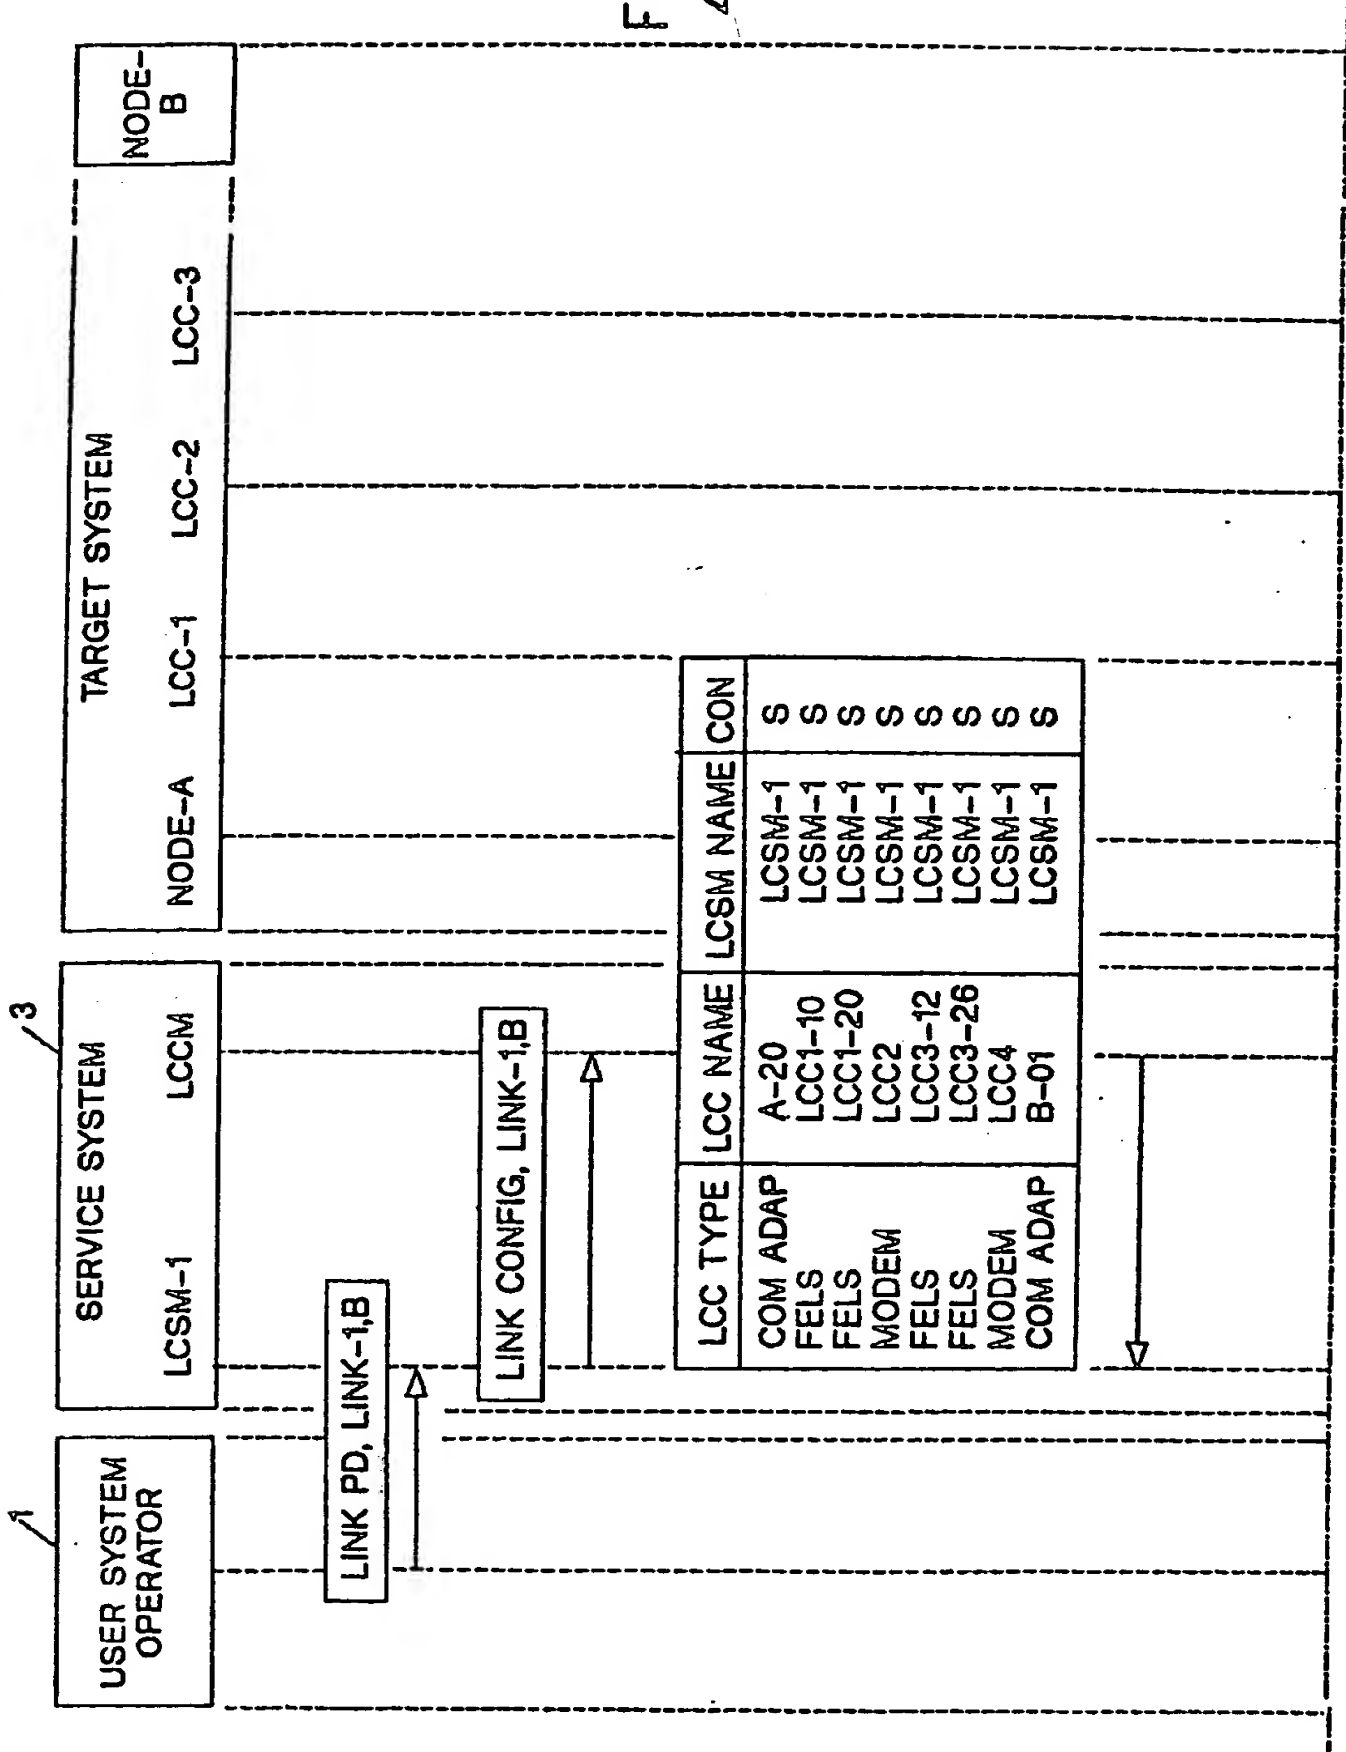 1
USER SYSTEM
OPERATOR
3
SERVICE SYSTEM
LCSM-1 LCCM
TARGET SYSTEM
NODE-A LCC-1 LCC-2 LCC-3
NODE-
B
LINK PD, LINK-1,B
LINK CONFIG, LINK-1,B
LCC TYPE LCC NAME LCSM NAME CON
COM ADAP A-20 LCSM-1 S
FELS LCC1-10 LCSM-1 S
FELS LCC1-20 LCSM-1 S
MODEM LCC2 LCSM-1 S
FELS LCC3-12 LCSM-1 S
FELS LCC3-26 LCSM-1 S
MODEM LCC4 LCSM-1 S
COM ADAP B-01 LCSM-1 S
F